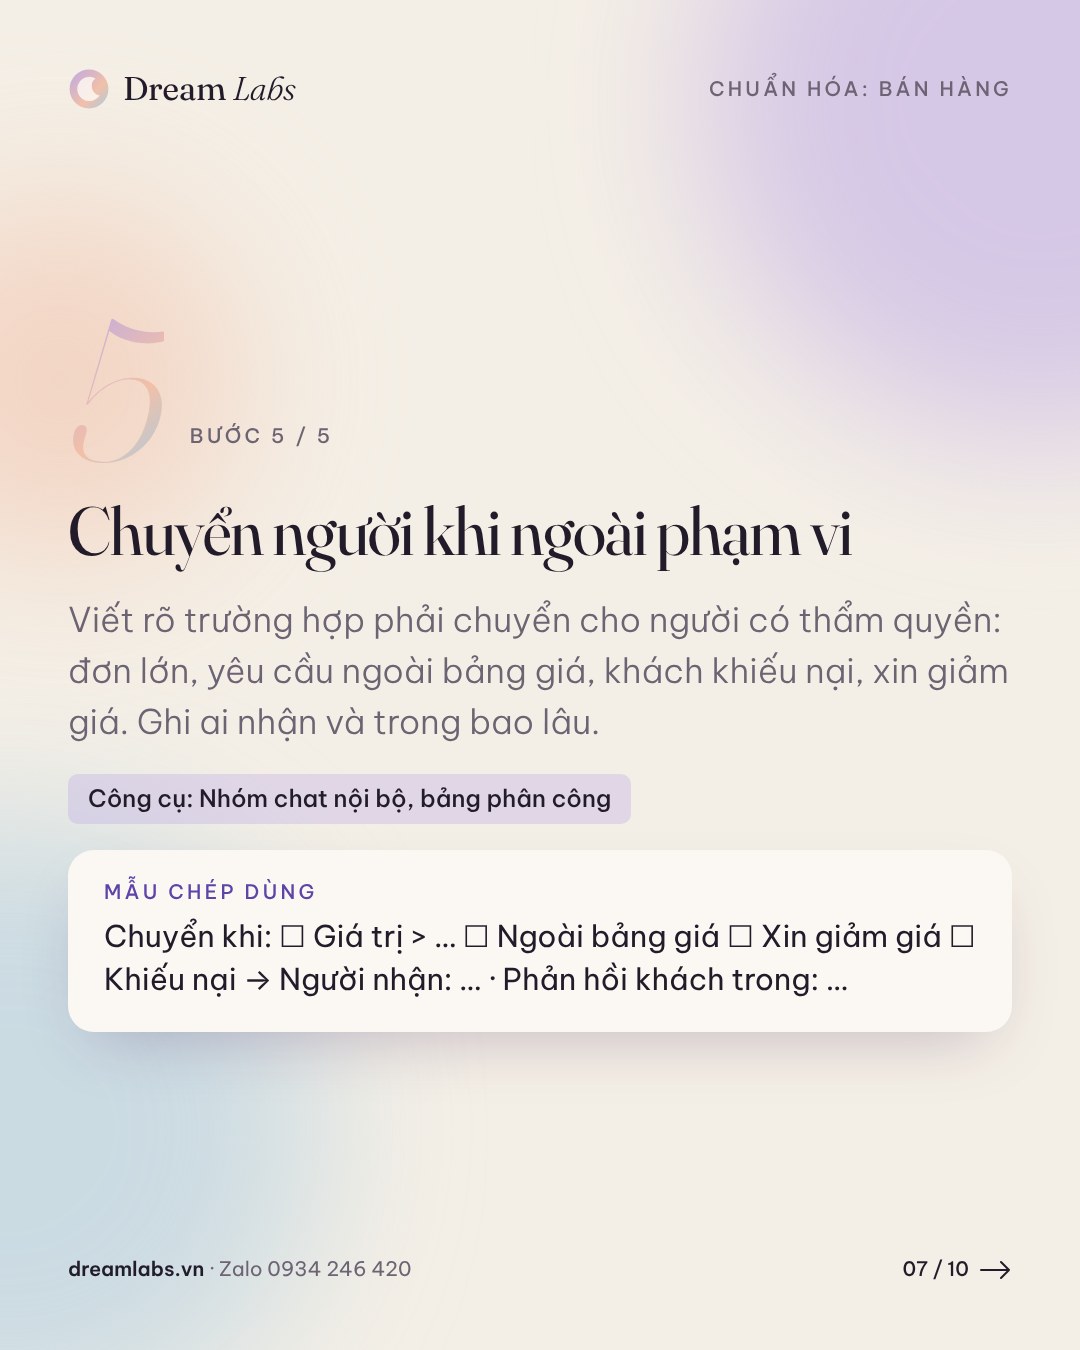 Dream Labs
CHUẨN HÓA: BÁN HÀNG
5
BƯỚC 5 / 5
Chuyển người khi ngoài phạm vi
Viết rõ trường hợp phải chuyển cho người có thẩm quyền:
đơn lớn, yêu cầu ngoài bảng giá, khách khiếu nại, xin giảm
giá. Ghi ai nhận và trong bao lâu.
Công cụ: Nhóm chat nội bộ, bảng phân công
MẪU CHÉP DÙNG
Chuyển khi: ☐ Giá trị > ... ☐ Ngoài bảng giá ☐ Xin giảm giá ☐
Khiếu nại → Người nhận: ... · Phản hồi khách trong: ...
dreamlabs.vn · Zalo 0934 246 420
07 / 10 →